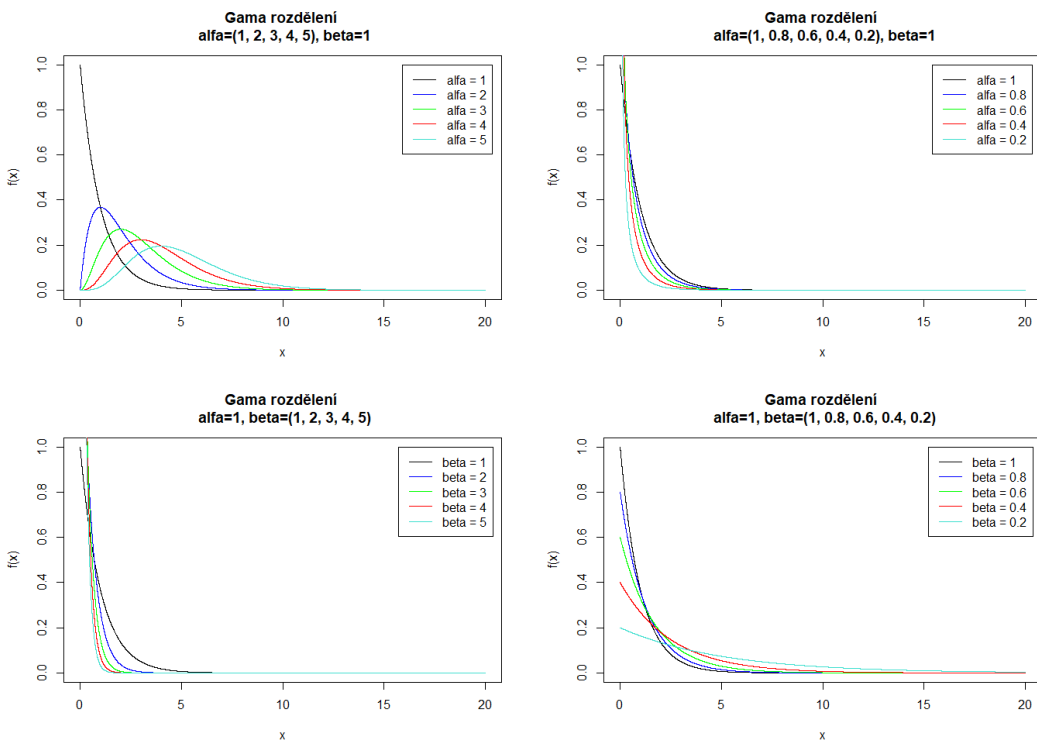 Gama rozdělení
alfa=(1, 2, 3, 4, 5), beta=1
f(x)
1.0
0.8
0.6
0.4
0.2
0.0
alfa = 1
alfa = 2
alfa = 3
alfa = 4
alfa = 5
0 5 10 15 20
x
Gama rozdělení
alfa=(1, 0.8, 0.6, 0.4, 0.2), beta=1
f(x)
1.0
0.8
0.6
0.4
0.2
0.0
alfa = 1
alfa = 0.8
alfa = 0.6
alfa = 0.4
alfa = 0.2
0 5 10 15 20
x
Gama rozdělení
alfa=1, beta=(1, 2, 3, 4, 5)
f(x)
1.0
0.8
0.6
0.4
0.2
0.0
beta = 1
beta = 2
beta = 3
beta = 4
beta = 5
0 5 10 15 20
x
Gama rozdělení
alfa=1, beta=(1, 0.8, 0.6, 0.4, 0.2)
f(x)
1.0
0.8
0.6
0.4
0.2
0.0
beta = 1
beta = 0.8
beta = 0.6
beta = 0.4
beta = 0.2
0 5 10 15 20
x